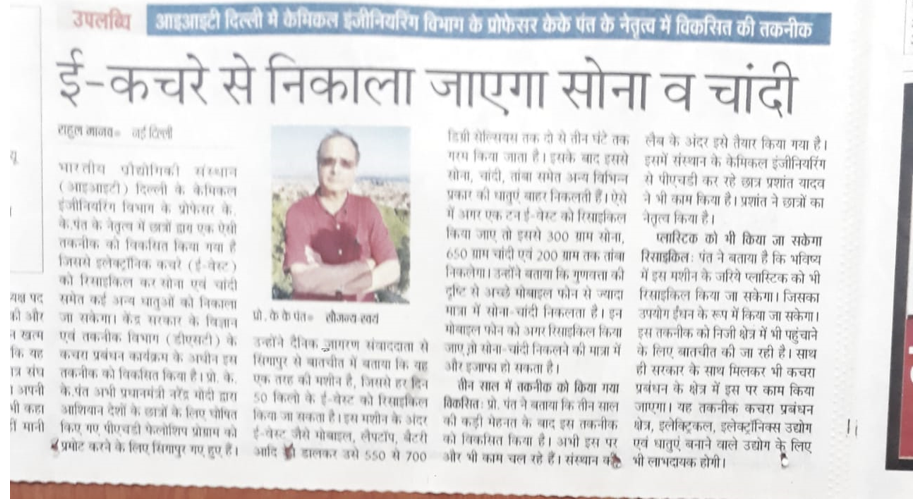 उपलब्धि
आइआइटी दिल्ली में केमिकल इंजीनियरिंग विभाग के प्रोफेसर केके पंत के नेतृत्व में विकसित की तकनीक
ई-कचरे से निकाला जाएगा सोना व चांदी
राहुल मानव● नई दिल्ली
भारतीय प्रौद्योगिकी संस्थान
(आइआइटी) दिल्ली के केमिकल
इंजीनियरिंग विभाग के प्रोफेसर के.
के.पंत के नेतृत्व में छात्रों द्वारा एक ऐसी
तकनीक को विकसित किया गया है
जिससे इलेक्ट्रॉनिक कचरे (ई-वेस्ट)
को रिसाइकिल कर सोना एवं चांदी
समेत कई अन्य धातुओं को निकाला
जा सकेगा। केंद्र सरकार के विज्ञान
एवं तकनीक विभाग (डीएसटी) के
कचरा प्रबंधन कार्यक्रम के अधीन इस
तकनीक को विकसित किया है। प्रो. के.
के.पंत अभी प्रधानमंत्री नरेंद्र मोदी द्वारा
आशियान देशों के छात्रों के लिए घोषित
किए गए पीएचडी फेलोशिप प्रोग्राम को
प्रमोट करने के लिए सिंगापुर गए हुए हैं।
प्रो. के के पंत● सौजन्य-स्वयं
उन्होंने दैनिक जागरण संवाददाता से
सिंगापुर से बातचीत में बताया कि यह
एक तरह की मशीन है, जिससे हर दिन
50 किलो के ई-वेस्ट को रिसाइकिल
किया जा सकता है। इस मशीन के अंदर
ई-वेस्ट जैसे मोबाइल, लैपटॉप, बैटरी
आदि को डालकर उसे 550 से 700
डिग्री सेल्सियस तक दो से तीन घंटे तक
गरम किया जाता है। इसके बाद इससे
सोना, चांदी, तांबा समेत अन्य विभिन्न
प्रकार की धातुएं बाहर निकलती हैं। ऐसे
में अगर एक टन ई-वेस्ट को रिसाइकिल
किया जाए तो इससे 300 ग्राम सोना,
650 ग्राम चांदी एवं 200 ग्राम तक तांबा
निकलेगा। उन्होंने बताया कि गुणवत्ता की
दृष्टि से अच्छे मोबाइल फोन से ज्यादा
मात्रा में सोना-चांदी निकलता है। इन
मोबाइल फोन को अगर रिसाइकिल किया
जाए तो सोना-चांदी निकलने की मात्रा में
और इजाफा हो सकता है।
तीन साल में तकनीक को किया गया
विकसित: प्रो. पंत ने बताया कि तीन साल
की कड़ी मेहनत के बाद इस तकनीक
को विकसित किया है। अभी इस पर
और भी काम चल रहे हैं। संस्थान की
लैब के अंदर इसे तैयार किया गया है।
इसमें संस्थान के केमिकल इंजीनियरिंग
से पीएचडी कर रहे छात्र प्रशांत यादव
ने भी काम किया है। प्रशांत ने छात्रों का
नेतृत्व किया है।
प्लास्टिक को भी किया जा सकेगा
रिसाइकिल: पंत ने बताया है कि भविष्य
में इस मशीन के जरिये प्लास्टिक को भी
रिसाइकिल किया जा सकेगा। जिसका
उपयोग ईंधन के रूप में किया जा सकेगा।
इस तकनीक को निजी क्षेत्र में भी पहुंचाने
के लिए बातचीत की जा रही है। साथ
ही सरकार के साथ मिलकर भी कचरा
प्रबंधन के क्षेत्र में इस पर काम किया
जाएगा। यह तकनीक कचरा प्रबंधन
क्षेत्र, इलेक्ट्रिकल, इलेक्ट्रॉनिक्स उद्योग
एवं धातुएं बनाने वाले उद्योग के लिए
भी लाभदायक होगी।